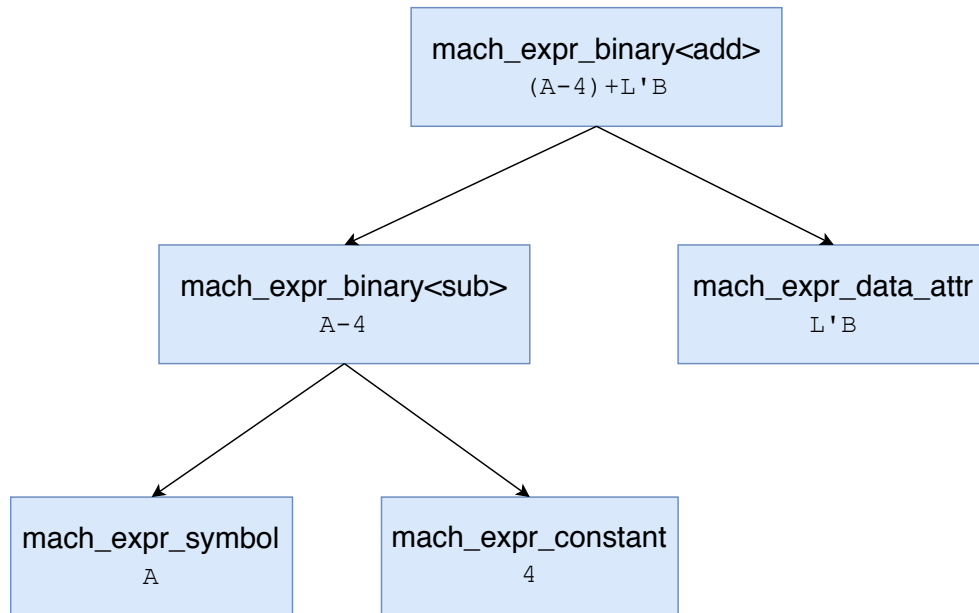 mach_expr_binary<add>
(A-4)+L'B
mach_expr_binary<sub>
A-4
mach_expr_data_attr
L'B
mach_expr_symbol
A
mach_expr_constant
4